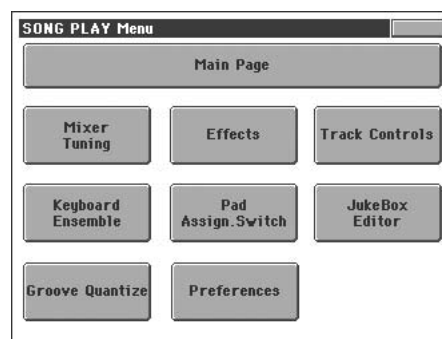 SONG PLAY Menu
Main Page
Mixer
Tuning
Effects
Track Controls
Keyboard
Ensemble
Pad
Assign.Switch
JukeBox
Editor
Groove Quantize
Preferences